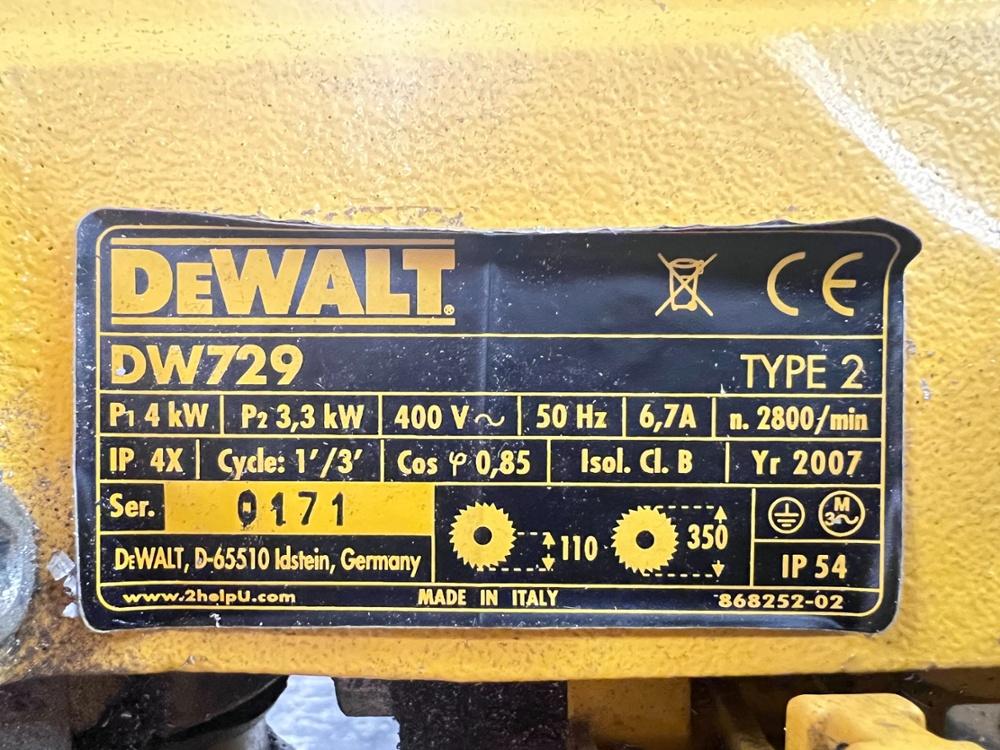 DEWALT®
DW729 TYPE 2
P1 4 kW P2 3,3 kW 400 V ~ 50 Hz 6,7A n. 2800/min
IP 4X Cycle: 1'/3' Cos φ 0,85 Isol. Cl. B Yr 2007
Ser. 0171
110
350
M
3~
DEWALT, D-65510 Idstein, Germany
IP 54
www.2helpU.com MADE IN ITALY 868252-02